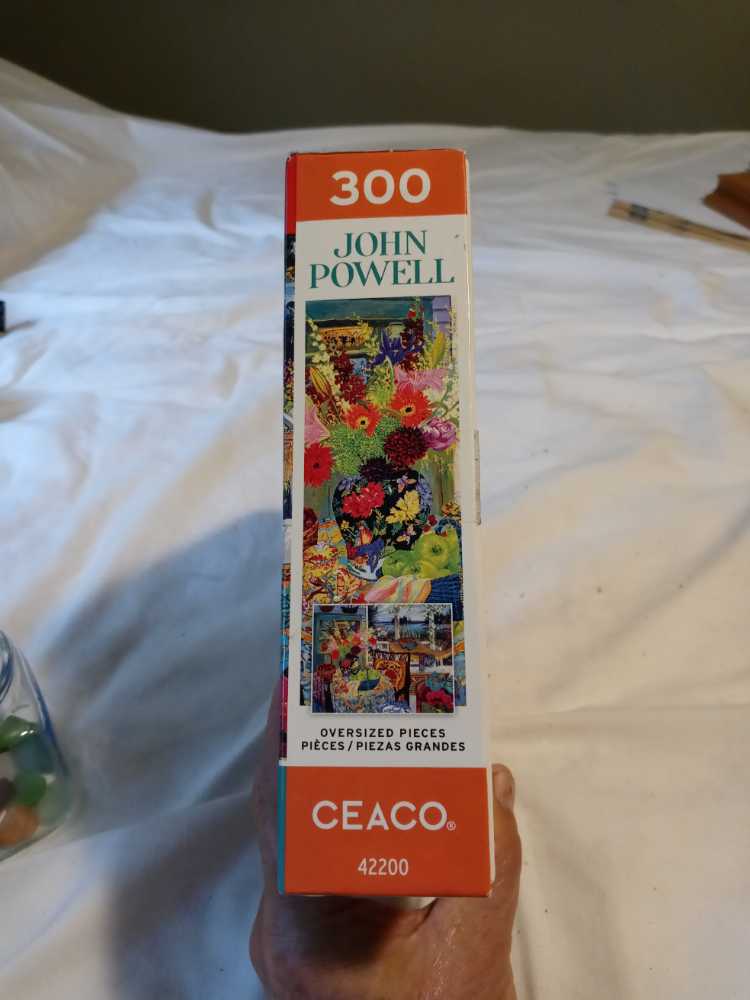 300
JOHN
POWELL
OVERSIZED PIECES
PIÈCES / PIEZAS GRANDES
CEACO®
42200